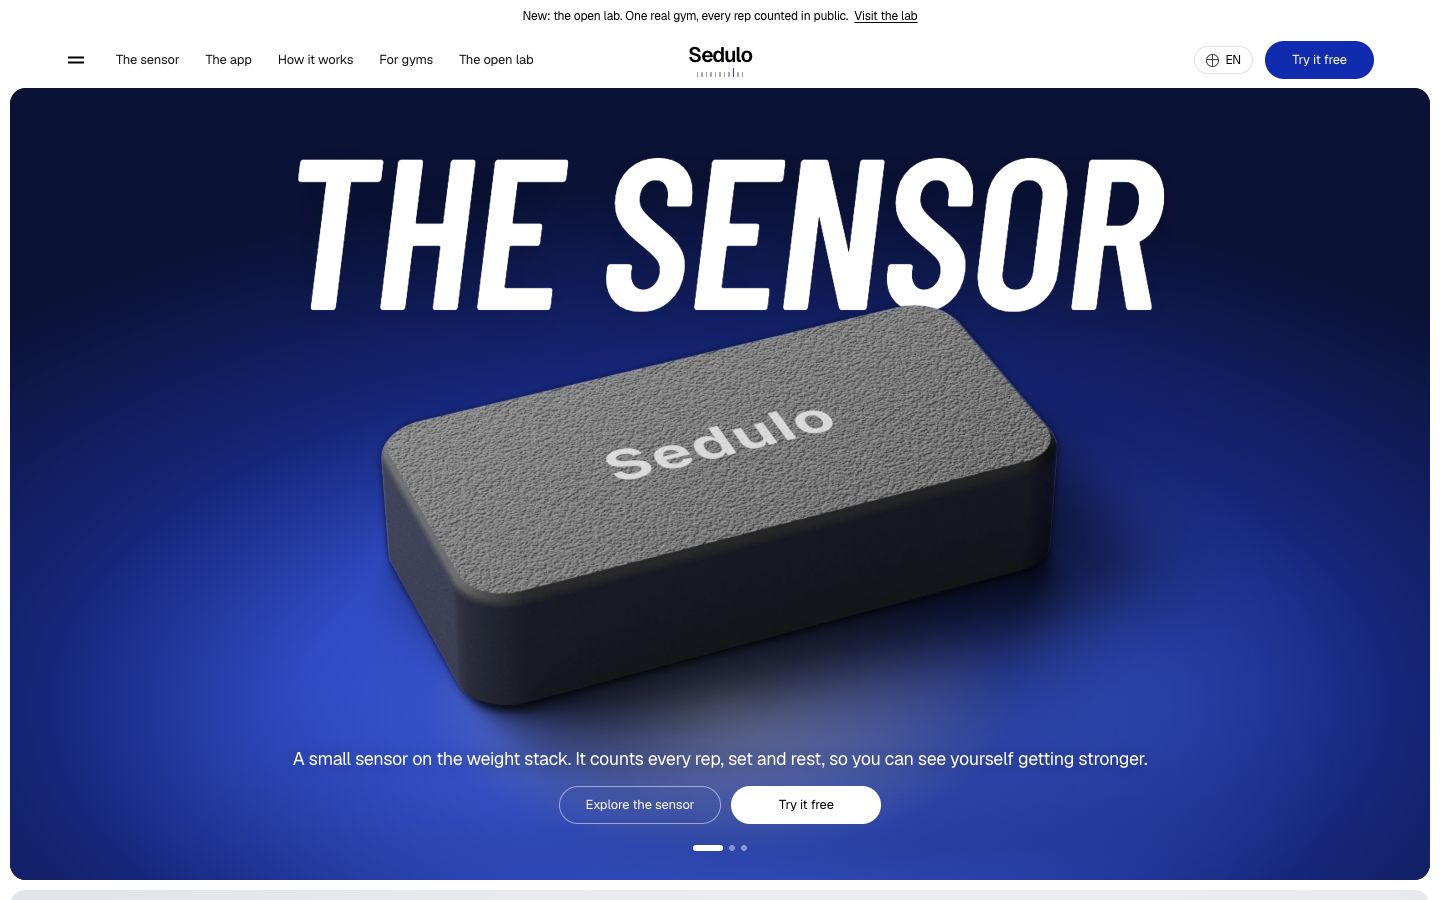 New: the open lab. One real gym, every rep counted in public. Visit the lab
The sensor The app How it works For gyms The open lab
Sedulo
EN
Try it free
THE SENSOR
Sedulo
A small sensor on the weight stack. It counts every rep, set and rest, so you can see yourself getting stronger.
Explore the sensor
Try it free